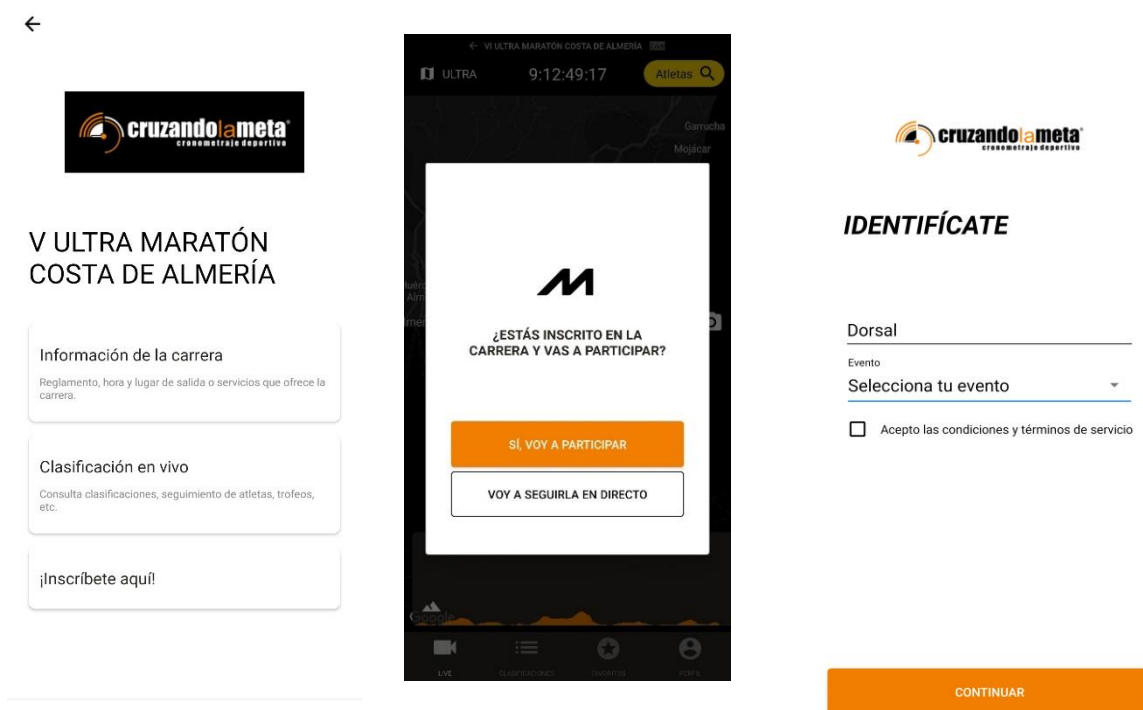 cruzandolameta
cronometraje deportivo
V ULTRA MARATÓN
COSTA DE ALMERÍA
Información de la carrera
Reglamento, hora y lugar de salida o servicios que ofrece la
carrera.
Clasificación en vivo
Consulta clasificaciones, seguimiento de atletas, trofeos,
etc.
¡Inscríbete aquí!
VI ULTRA MARATÓN COSTA DE ALMERÍA
ULTRA
9:12:49:17
Atletas
Garrucha
Mojácar
¿ESTÁS INSCRITO EN LA
CARRERA Y VAS A PARTICIPAR?
SÍ, VOY A PARTICIPAR
VOY A SEGUIRLA EN DIRECTO
Google
LIVE
CLASIFICACIONES
FAVORITOS
PERFIL
cruzandolameta
cronometraje deportivo
IDENTIFÍCATE
Dorsal
Evento
Selecciona tu evento
Acepto las condiciones y términos de servicio
CONTINUAR